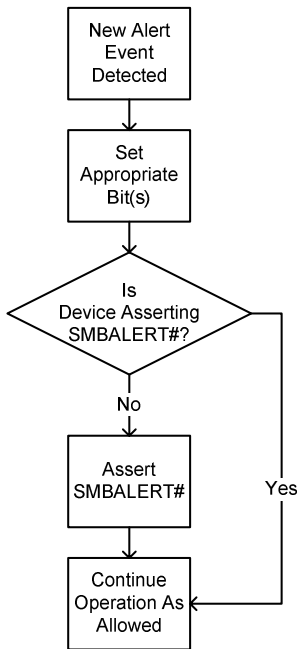 New Alert
Event
Detected
Set
Appropriate
Bit(s)
Is
Device Asserting
SMBALERT#?
No
Yes
Assert
SMBALERT#
Continue
Operation As
Allowed